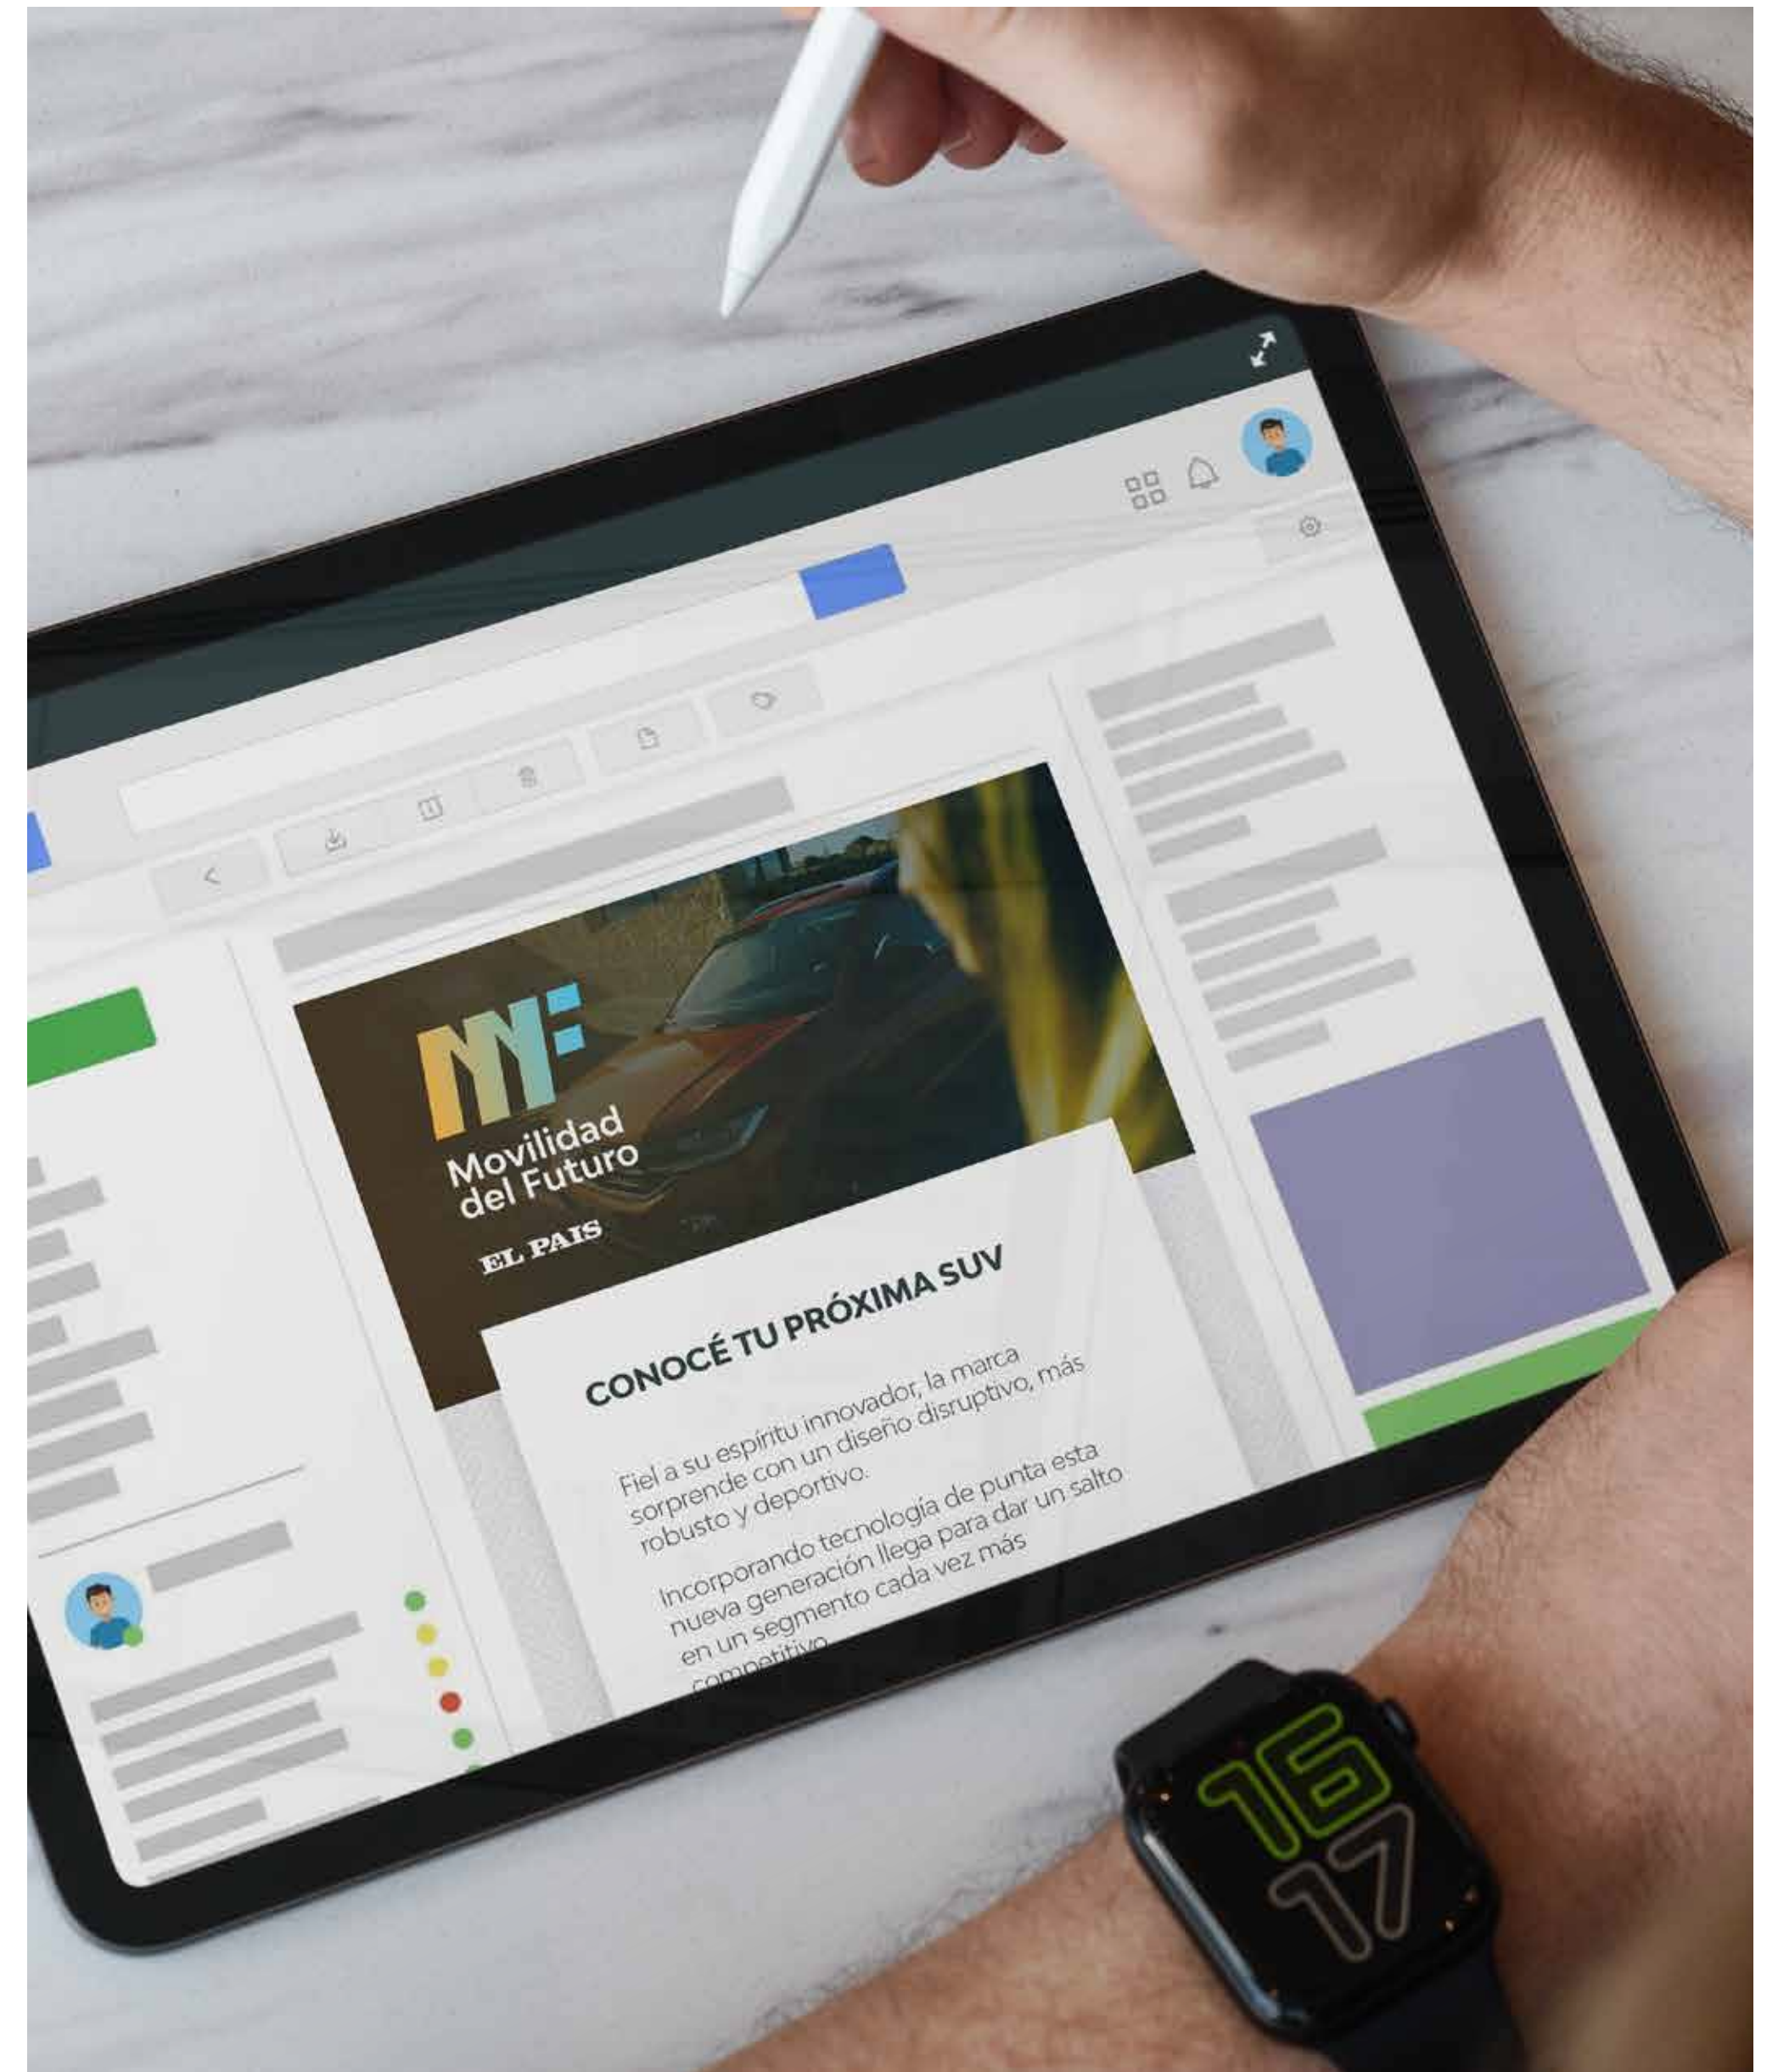 MF
Movilidad
del Futuro
EL PAIS
CONOCÉ TU PRÓXIMA SUV
Fiel a su espíritu innovador, la marca
sorprende con un diseño disruptivo, más
robusto y deportivo.
Incorporando tecnología de punta esta
nueva generación llega para dar un salto
en un segmento cada vez más
competitivo
16
17